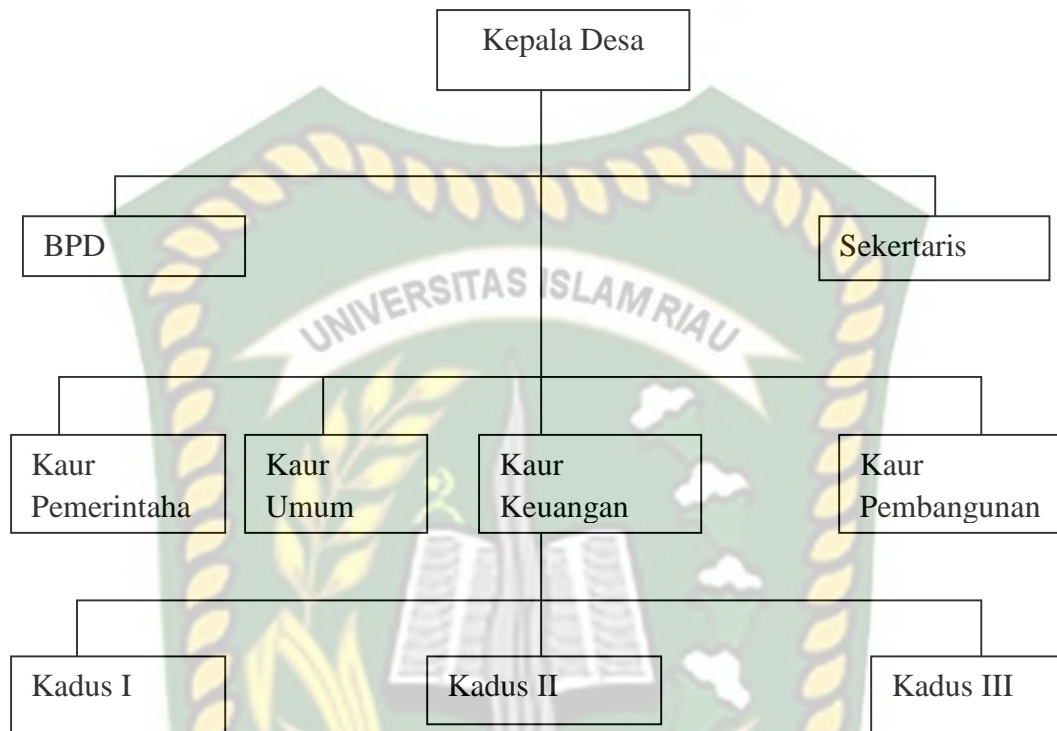 Kepala Desa
BPD
Sekertaris
UNIVERSITAS ISLAM RIAU
Kaur
Pemerintaha
Kaur
Umum
Kaur
Keuangan
Kaur
Pembangunan
Kadus I
Kadus II
Kadus III